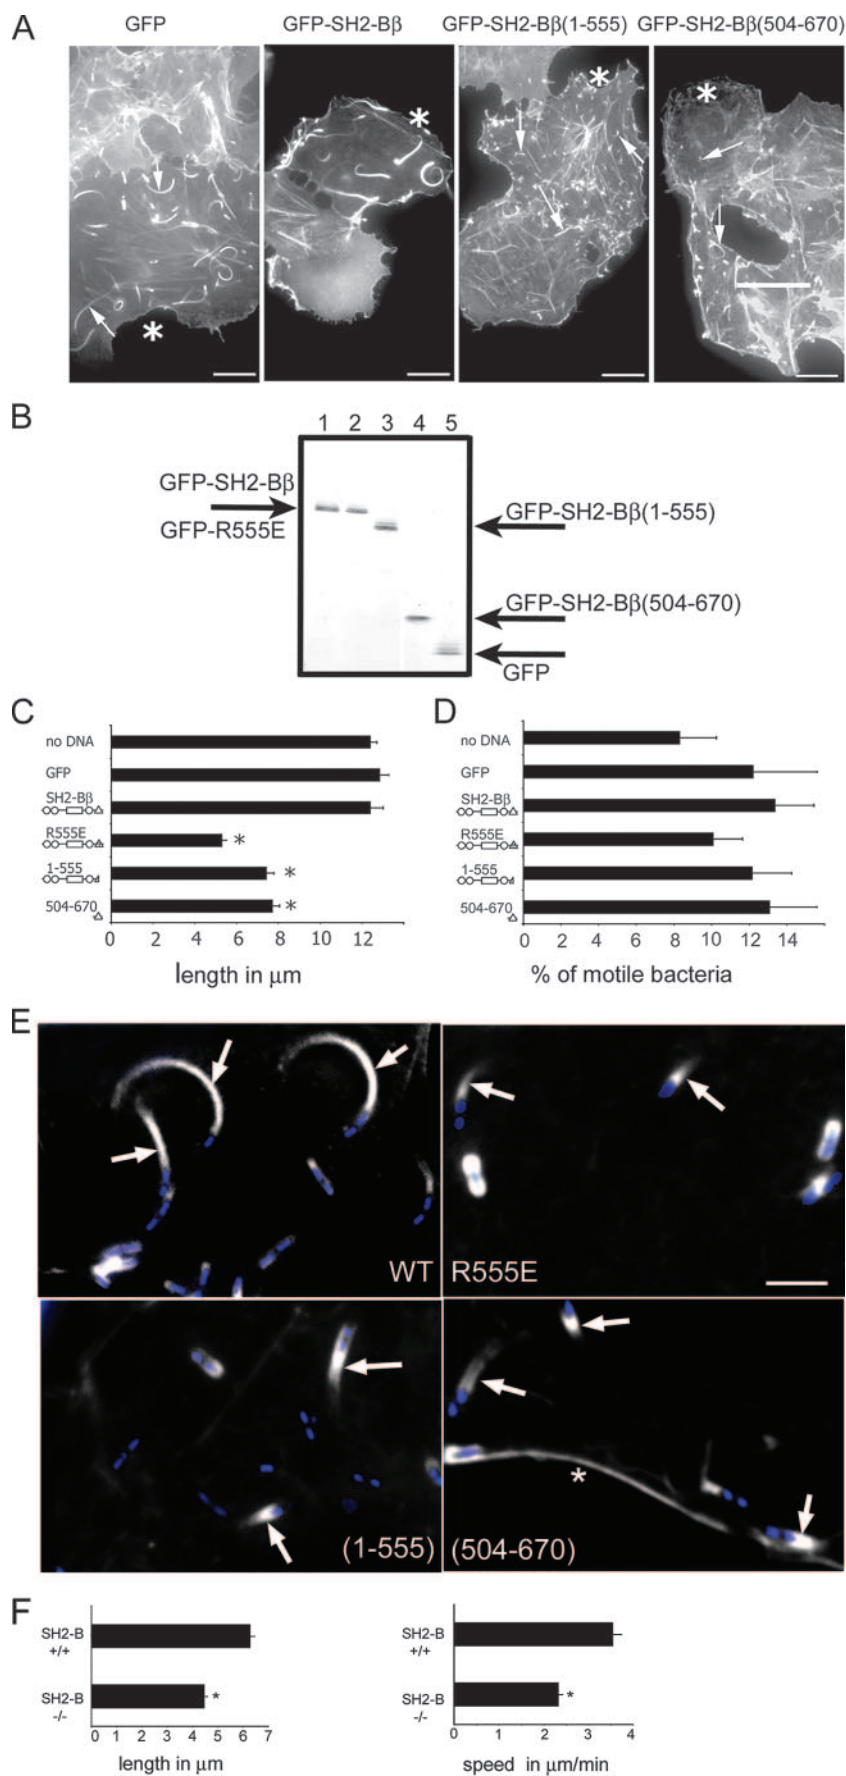 A
GFP GFP-SH2-Bβ GFP-SH2-Bβ(1-555) GFP-SH2-Bβ(504-670)
* * * *
B
1 2 3 4 5
GFP-SH2-Bβ
GFP-R555E
GFP-SH2-Bβ(1-555)
GFP-SH2-Bβ(504-670)
GFP
C
no DNA
GFP
SH2-Bβ
R555E *
1-555 *
504-670 *
0 2 4 6 8 10 12
length in μm
D
no DNA
GFP
SH2-Bβ
R555E
1-555
504-670
0 2 4 6 8 10 12 14
% of motile bacteria
E
WT
R555E
(1-555)
*
(504-670)
F
SH2-B
+/+
SH2-B *
-/-
0 1 2 3 4 5 6 7
length in μm
SH2-B
+/+
SH2-B *
-/-
0 1 2 3 4
speed in μm/min